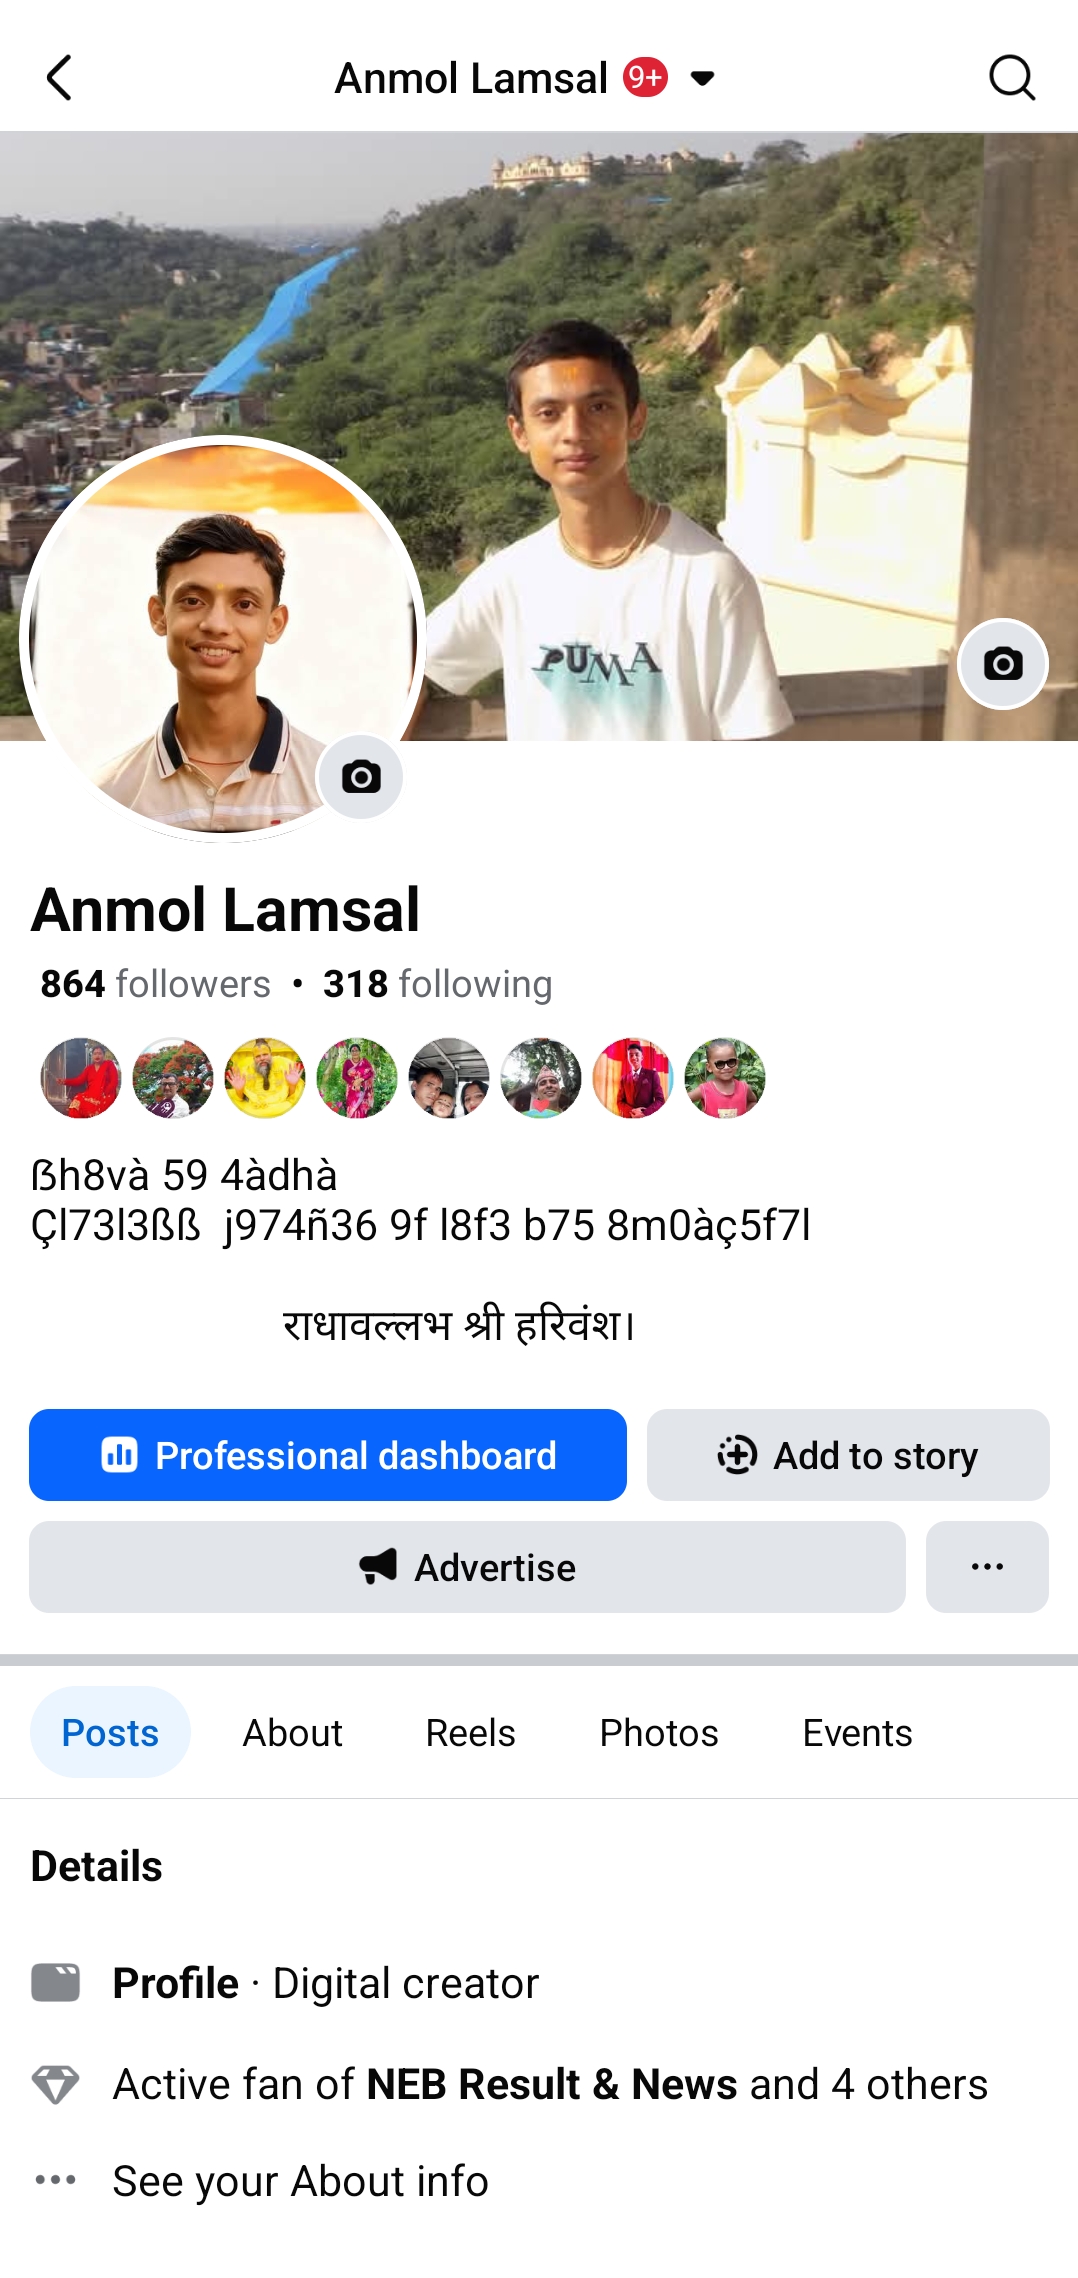 Anmol Lamsal 9+
PUMA
Anmol Lamsal
864 followers • 318 following
ßh8và 59 4àdhà
Çl73l3ßß j974ñ36 9f l8f3 b75 8m0àç5f7l
राधावल्लभ श्री हरिवंश।
Professional dashboard
Add to story
Advertise
Posts About Reels Photos Events
Details
Profile · Digital creator
Active fan of NEB Result & News and 4 others
See your About info